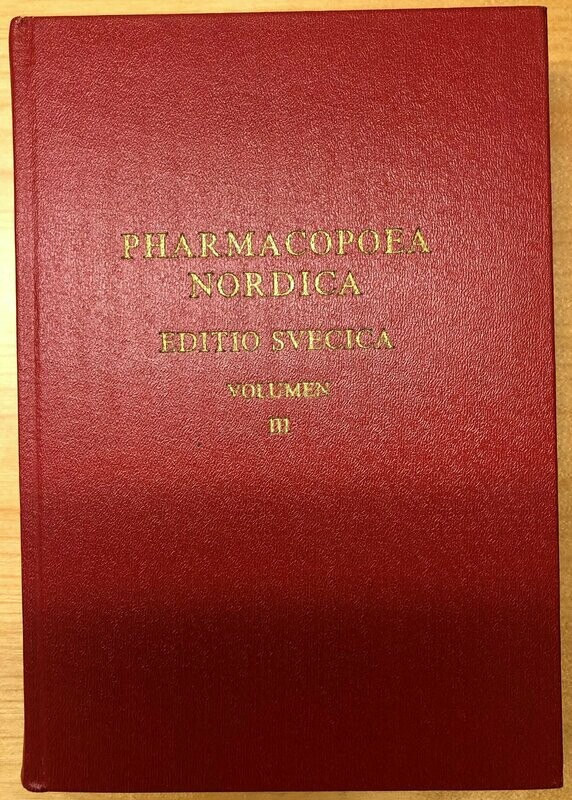 PHARMACOPOEA
NORDICA
EDITIO SVECICA
VOLUMEN
III